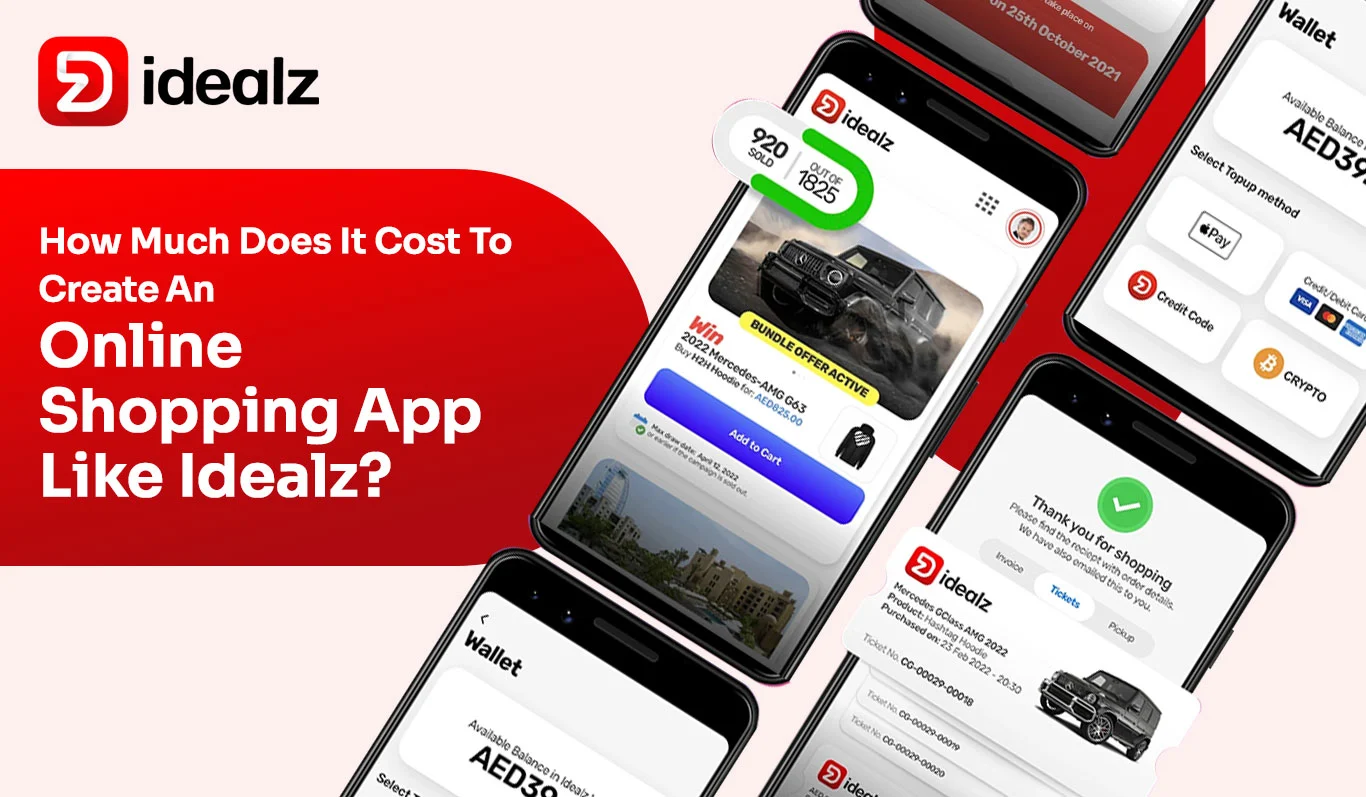 idealz
How Much Does It Cost To
Create An
Online
Shopping App
Like Idealz?
take place on
on 25th October 2021
Wallet
Available Balance in
Select Topup method
Pay
Credit/Debit Card
VISA
Credit Code
CRYPTO
idealz
920
SOLD
OUT OF
1825
BUNDLE OFFER ACTIVE
Win
2022 Mercedes-AMG G63
Buy H2H Hoodie for: AED825.00
Add to Cart
Max draw date: April 12, 2022
or earlier if the campaign is sold out.
Thank you for shopping
Please find the reciept with order details.
We have also emailed this to you.
Invoice
Tickets
Pickup
idealz
Mercedes GClass AMG 2022
Product: Hashtag Hoodie
Purchased on: 23 Feb 2022 - 20:30
Ticket No. CG-00029-00018
Ticket No. CG-00029-00019
Ticket No. CG-00029-00020
Wallet
Available Balance in Idealz
AED39